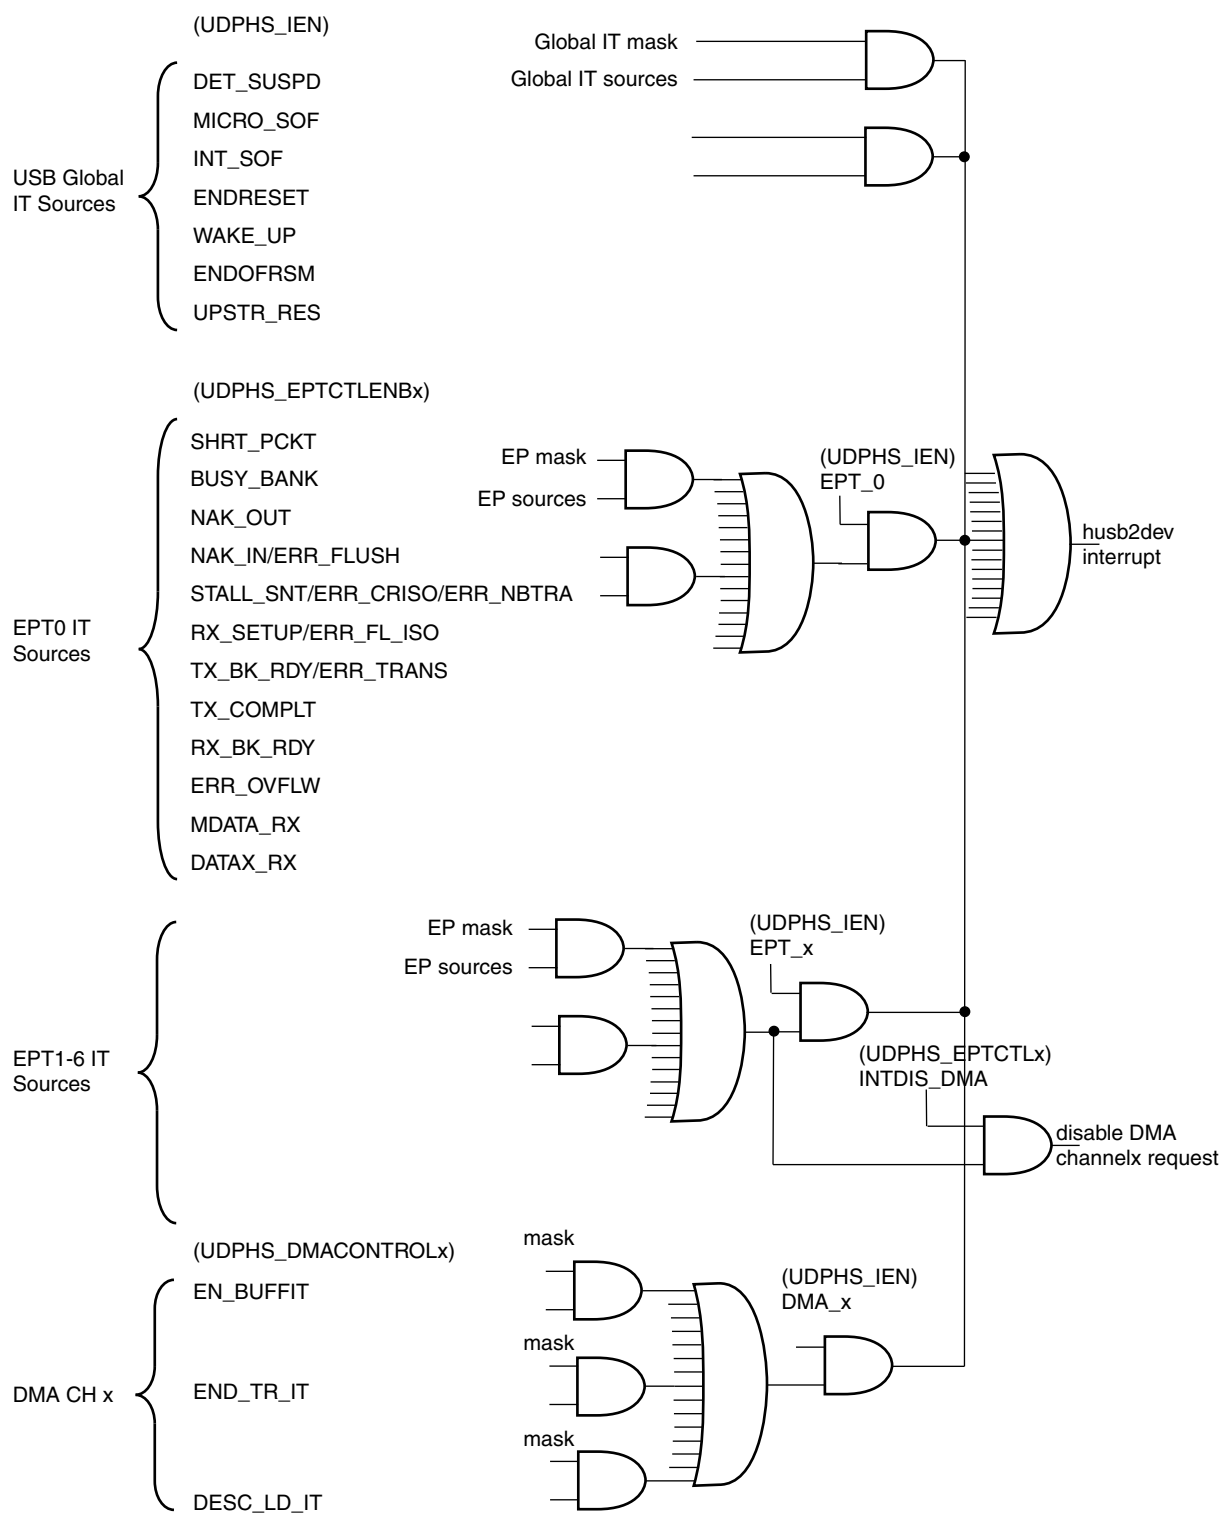 (UDPHS_IEN)
Global IT mask
Global IT sources
DET_SUSPD
MICRO_SOF
INT_SOF
ENDRESET
WAKE_UP
ENDOFRSM
UPSTR_RES
USB Global
IT Sources
(UDPHS_EPTCTLENBx)
SHRT_PCKT
BUSY_BANK
NAK_OUT
NAK_IN/ERR_FLUSH
STALL_SNT/ERR_CRISO/ERR_NBTRA
RX_SETUP/ERR_FL_ISO
TX_BK_RDY/ERR_TRANS
TX_COMPLT
RX_BK_RDY
ERR_OVFLW
MDATA_RX
DATAX_RX
EPT0 IT
Sources
EP mask
EP sources
(UDPHS_IEN)
EPT_0
husb2dev
interrupt
EP mask
EP sources
(UDPHS_IEN)
EPT_x
EPT1-6 IT
Sources
(UDPHS_EPTCTLx)
INTDIS_DMA
disable DMA
channelx request
(UDPHS_DMACONTROLx)
EN_BUFFIT
END_TR_IT
DESC_LD_IT
DMA CH x
mask
mask
mask
(UDPHS_IEN)
DMA_x